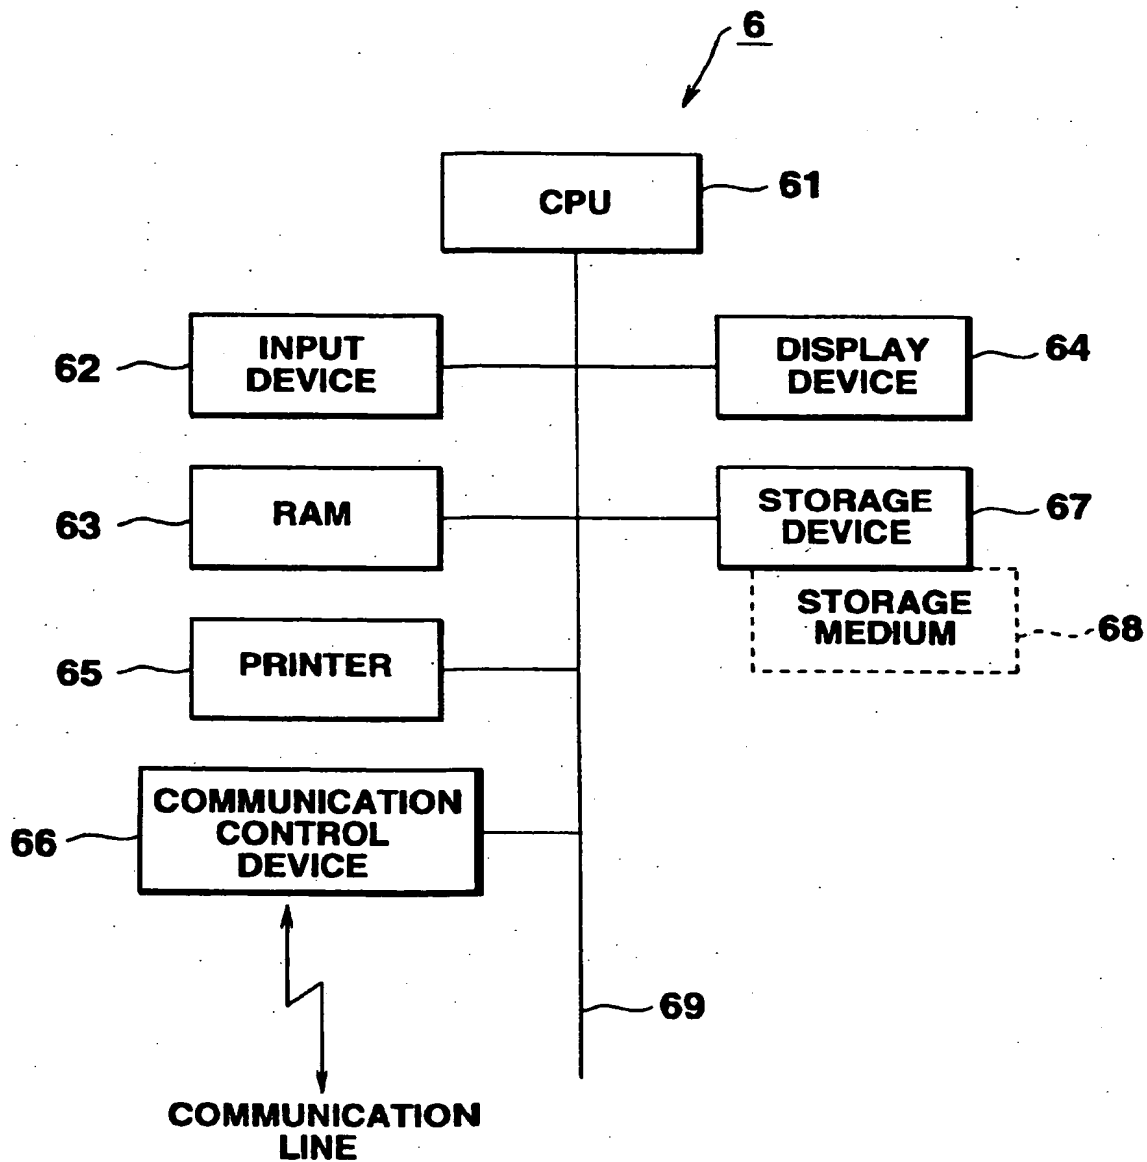 6
CPU
61
INPUT
DEVICE
62
DISPLAY
DEVICE
64
RAM
63
STORAGE
DEVICE
67
STORAGE
MEDIUM
68
PRINTER
65
COMMUNICATION
CONTROL
DEVICE
66
69
COMMUNICATION
LINE